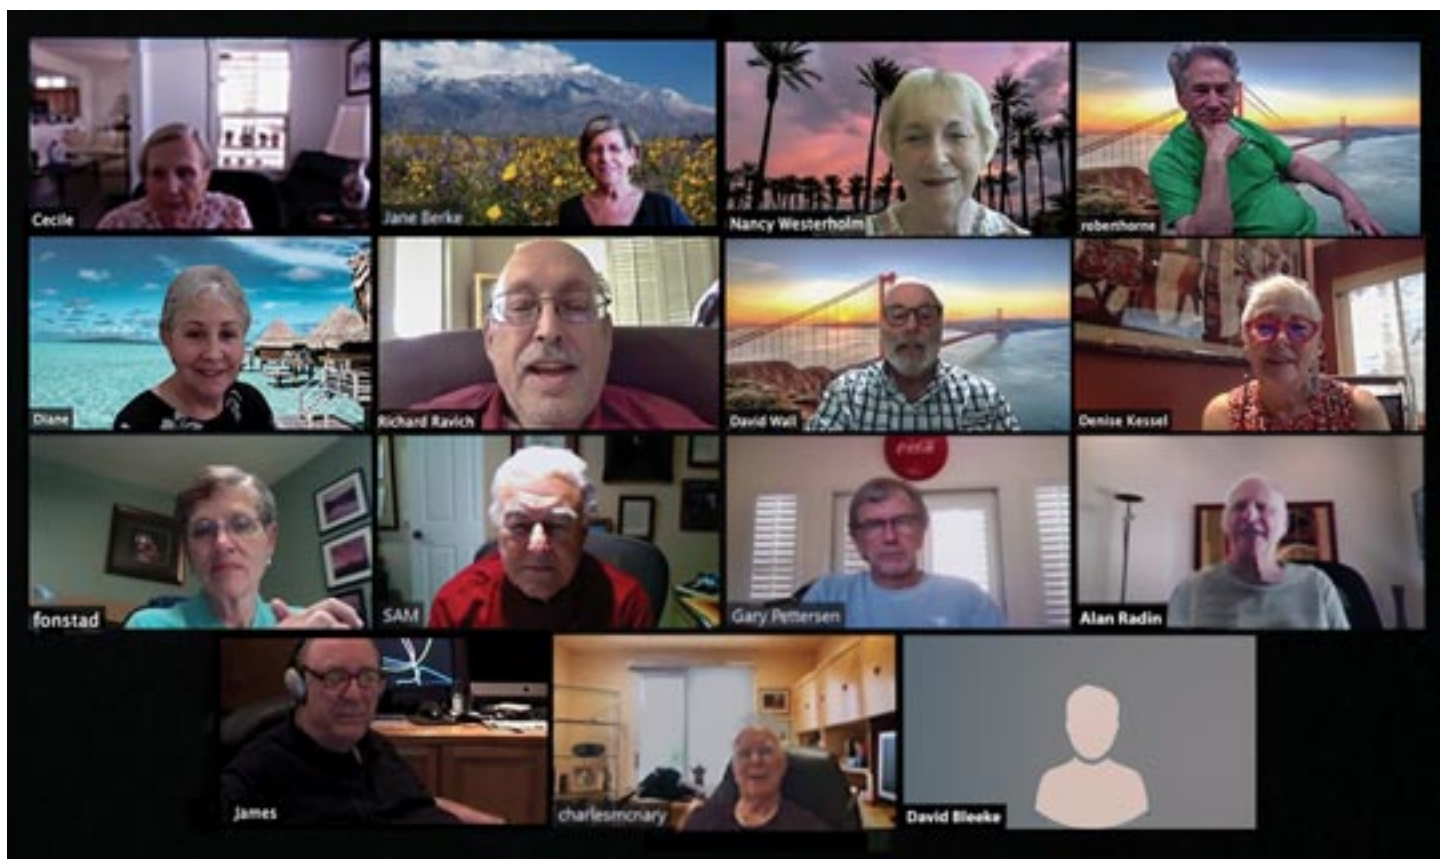 Cecile
Jane Berke
Nancy Westerholm
roberthorne
Diane
Richard Ravich
David Wall
Denise Kessel
fonstad
SAM
Gary Pettersen
Alan Radin
James
charlesmcnary
David Bleeke